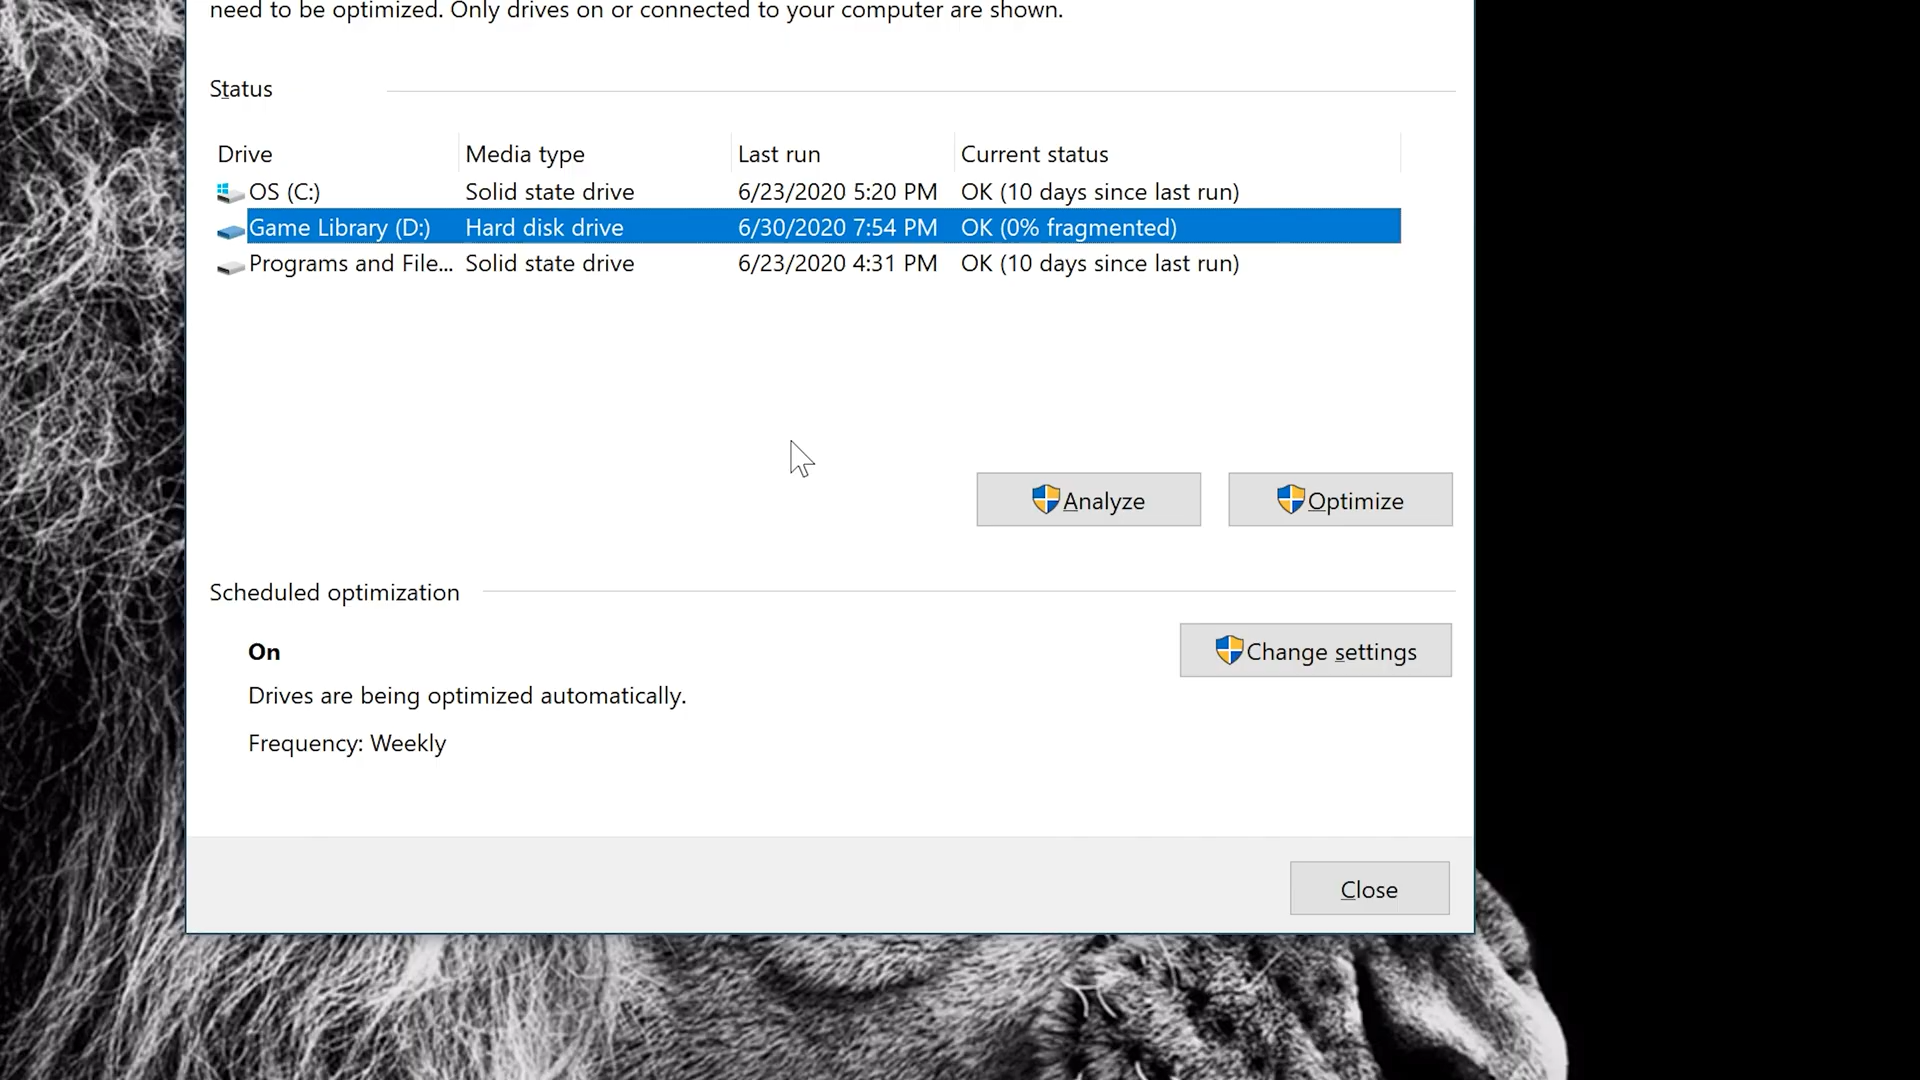 need to be optimized. Only drives on or connected to your computer are shown.
Status
Drive Media type Last run Current status
OS (C:) Solid state drive 6/23/2020 5:20 PM OK (10 days since last run)
Game Library (D:) Hard disk drive 6/30/2020 7:54 PM OK (0% fragmented)
Programs and File... Solid state drive 6/23/2020 4:31 PM OK (10 days since last run)
Analyze Optimize
Scheduled optimization
On
Change settings
Drives are being optimized automatically.
Frequency: Weekly
Close